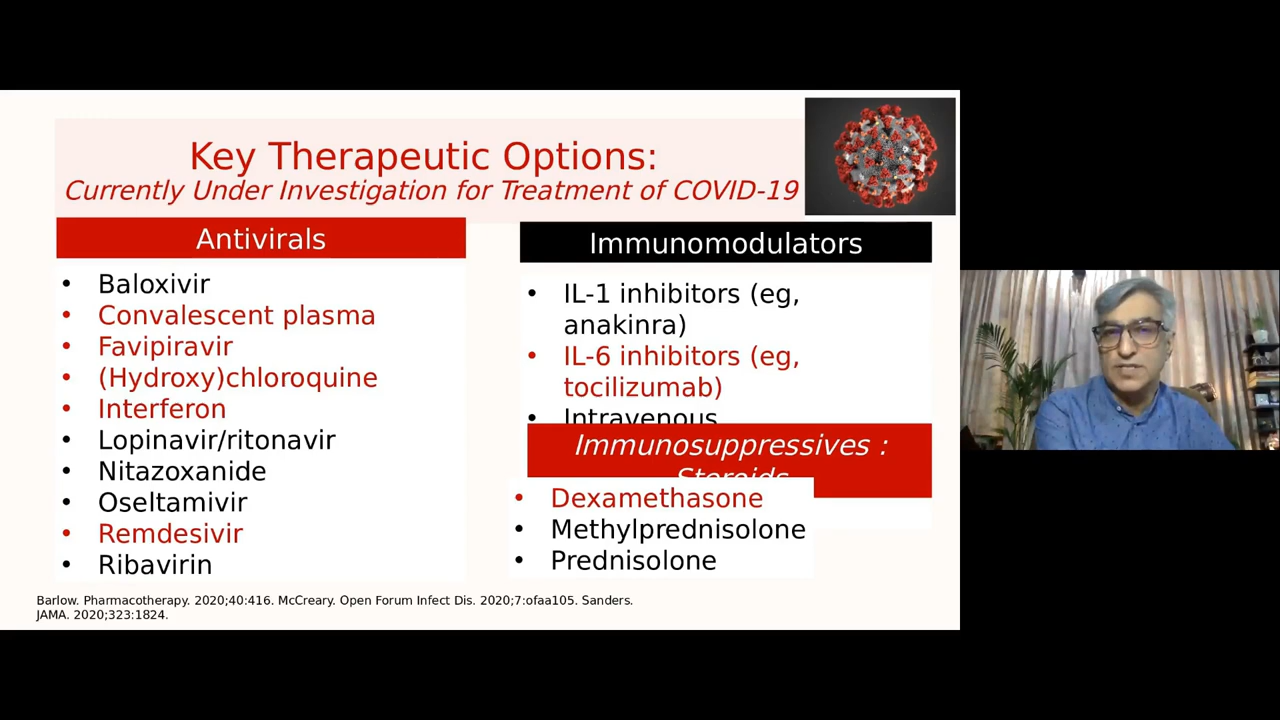 Key Therapeutic Options:
Currently Under Investigation for Treatment of COVID-19
Antivirals
• Baloxivir
• Convalescent plasma
• Favipiravir
• (Hydroxy)chloroquine
• Interferon
• Lopinavir/ritonavir
• Nitazoxanide
• Oseltamivir
• Remdesivir
• Ribavirin
Immunomodulators
• IL-1 inhibitors (eg,
anakinra)
• IL-6 inhibitors (eg,
tocilizumab)
• Intravenous
Immunosuppressives :
Steroids
• Dexamethasone
• Methylprednisolone
• Prednisolone
Barlow. Pharmacotherapy. 2020;40:416. McCreary. Open Forum Infect Dis. 2020;7:ofaa105. Sanders.
JAMA. 2020;323:1824.